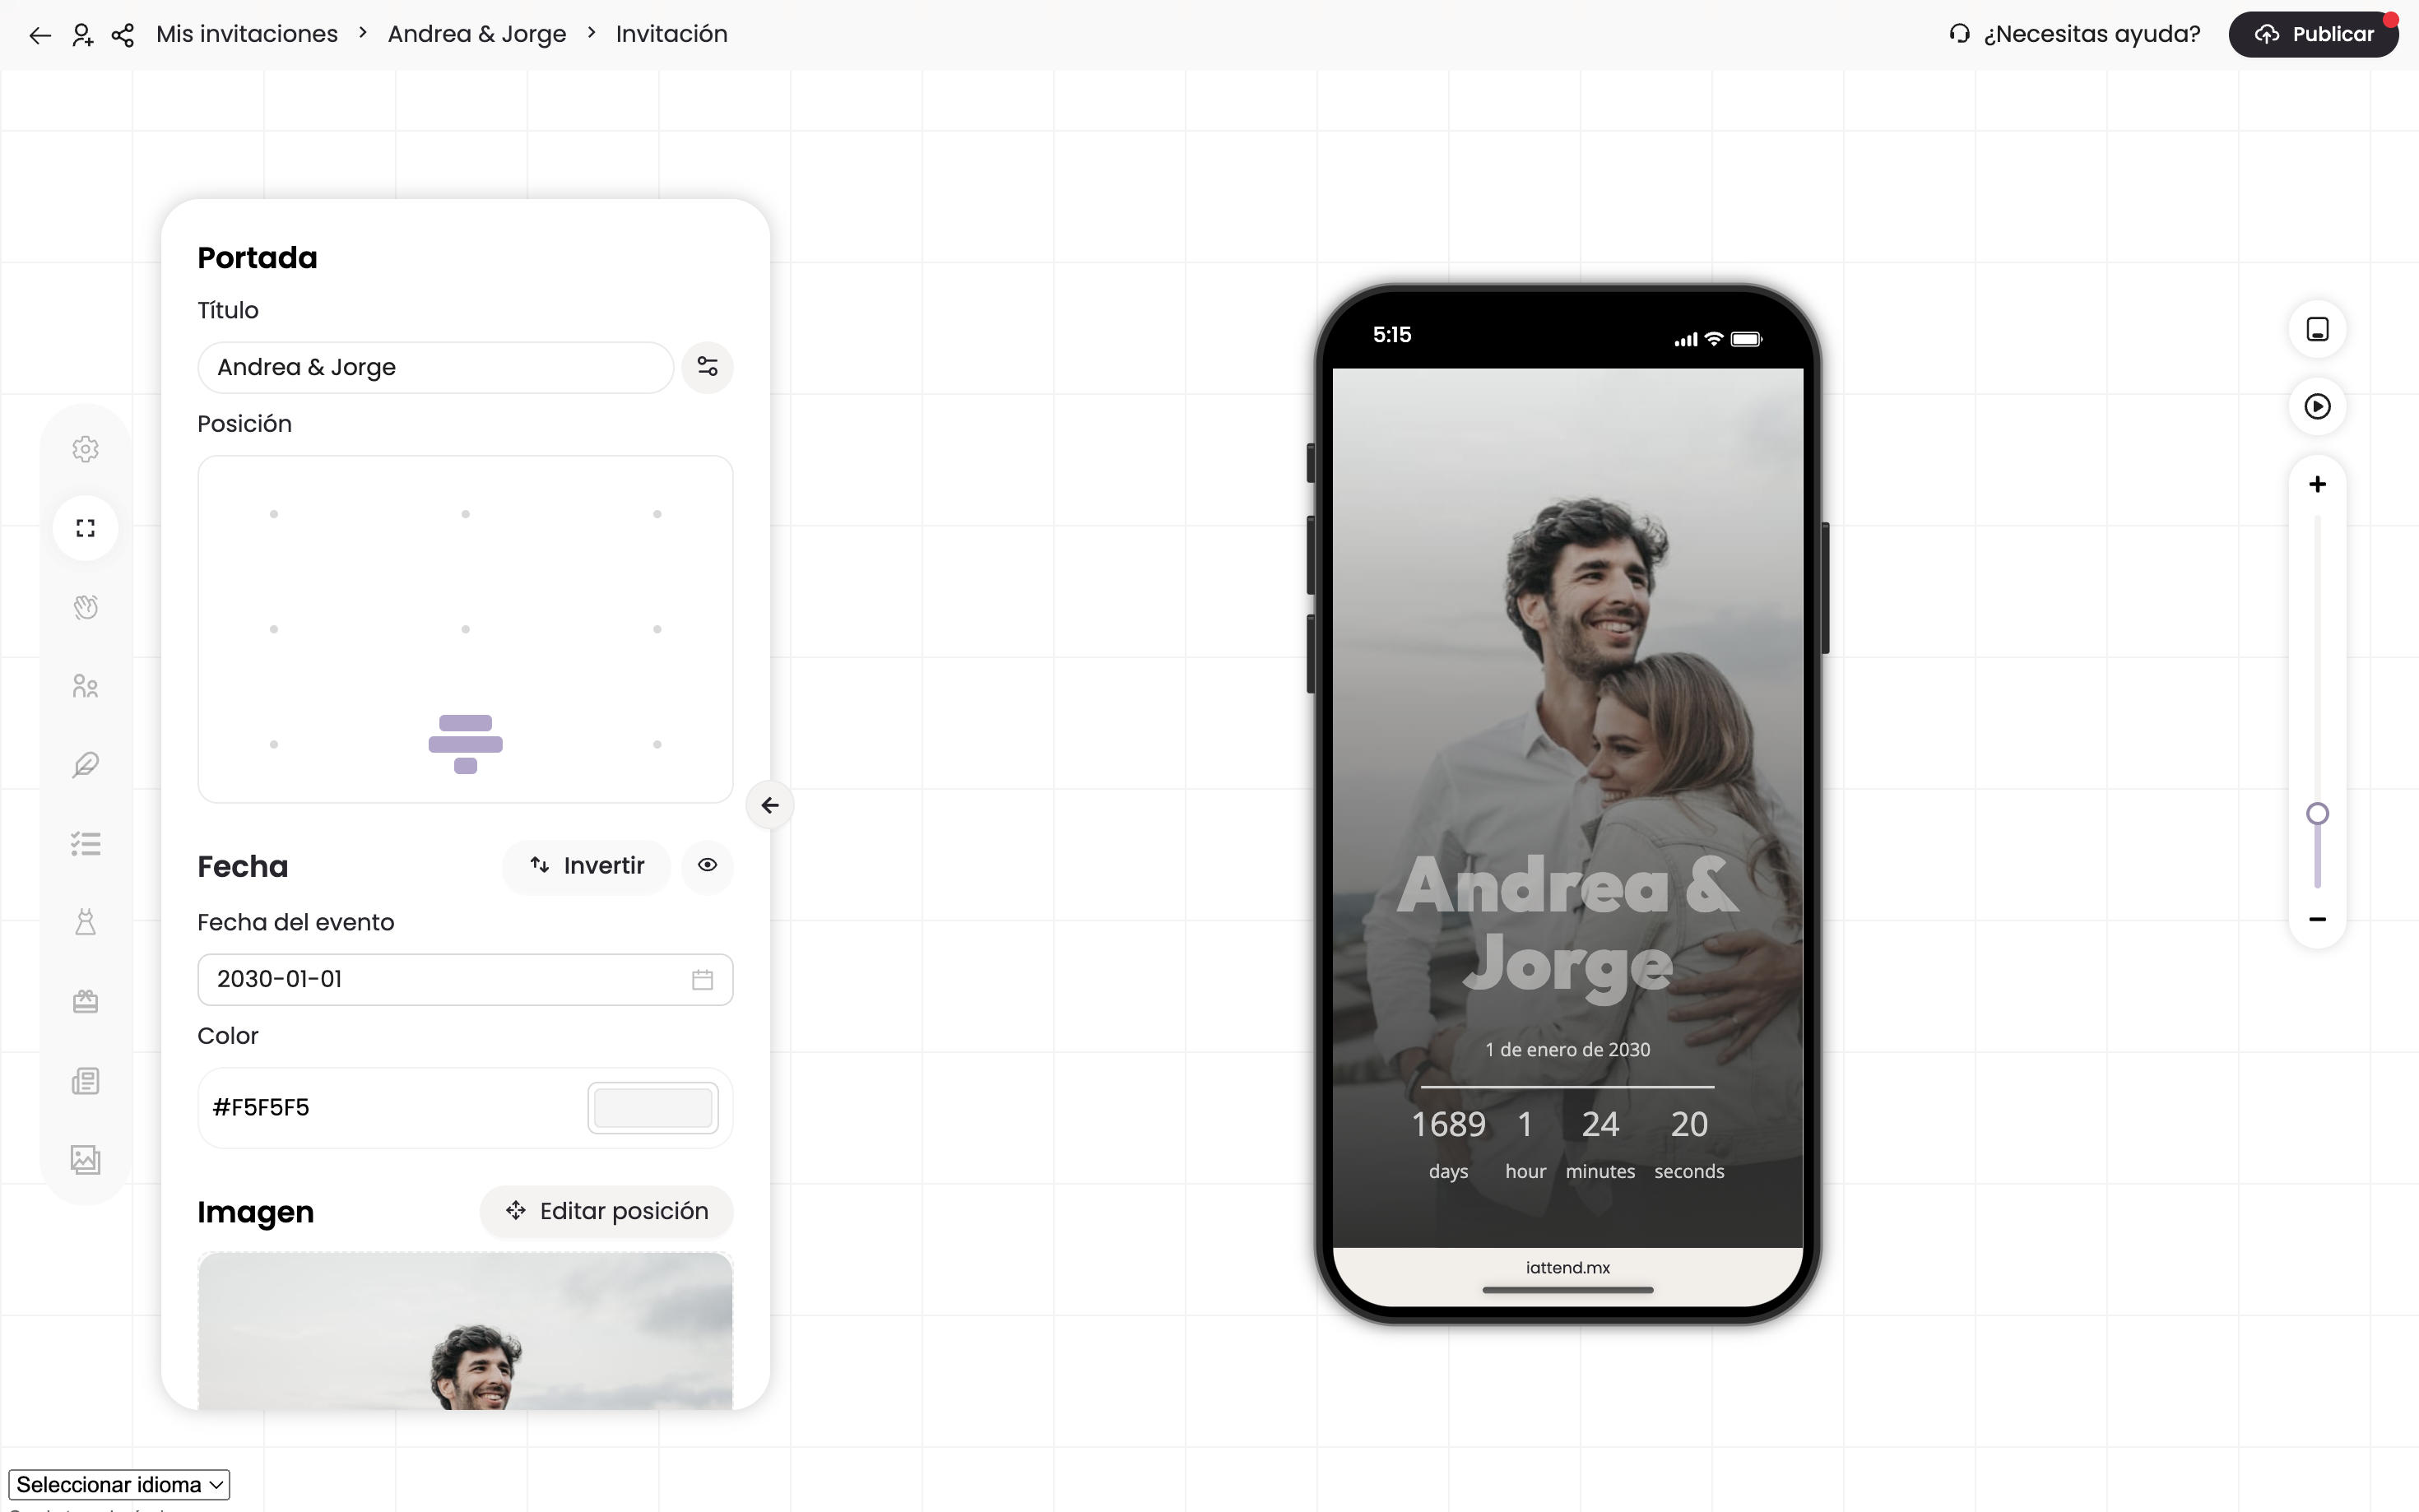 Mis invitaciones > Andrea & Jorge > Invitación
¿Necesitas ayuda?
Publicar
Portada
Título
Andrea & Jorge
Posición
Fecha
Invertir
Fecha del evento
2030-01-01
Color
#F5F5F5
Imagen
Editar posición
5:15
Andrea &
Jorge
1 de enero de 2030
1689 1 24 20
days hour minutes seconds
iattend.mx
Seleccionar idioma